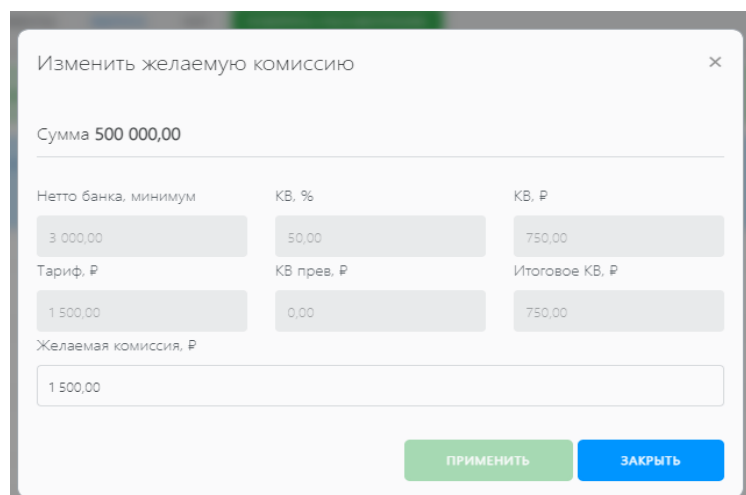 Изменить желаемую комиссию ×
Сумма 500 000,00
Нетто банка, минимум КВ, % КВ, ₽
3 000,00 50,00 750,00
Тариф, ₽ КВ прев, ₽ Итоговое КВ, ₽
1 500,00 0,00 750,00
Желаемая комиссия, ₽
1 500,00
ПРИМЕНИТЬ ЗАКРЫТЬ